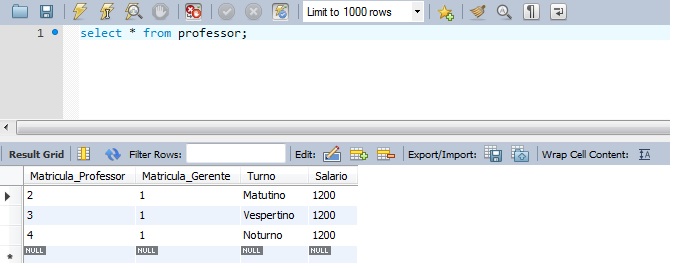 Limit to 1000 rows
1 select * from professor;
Result Grid Filter Rows: Edit: Export/Import: Wrap Cell Content: IA
Matricula_Professor Matricula_Gerente Turno Salario
2 1 Matutino 1200
3 1 Vespertino 1200
4 1 Noturno 1200
NULL NULL NULL NULL